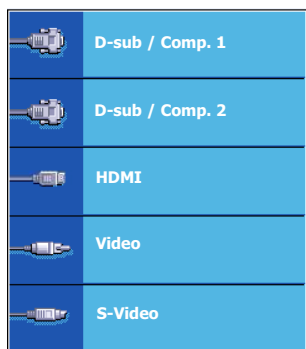 D-sub / Comp. 1
D-sub / Comp. 2
HDMI
Video
S-Video